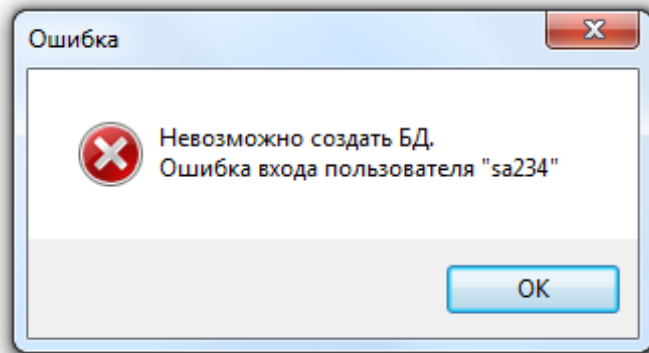 Ошибка
Невозможно создать БД.
Ошибка входа пользователя "sa234"
OK